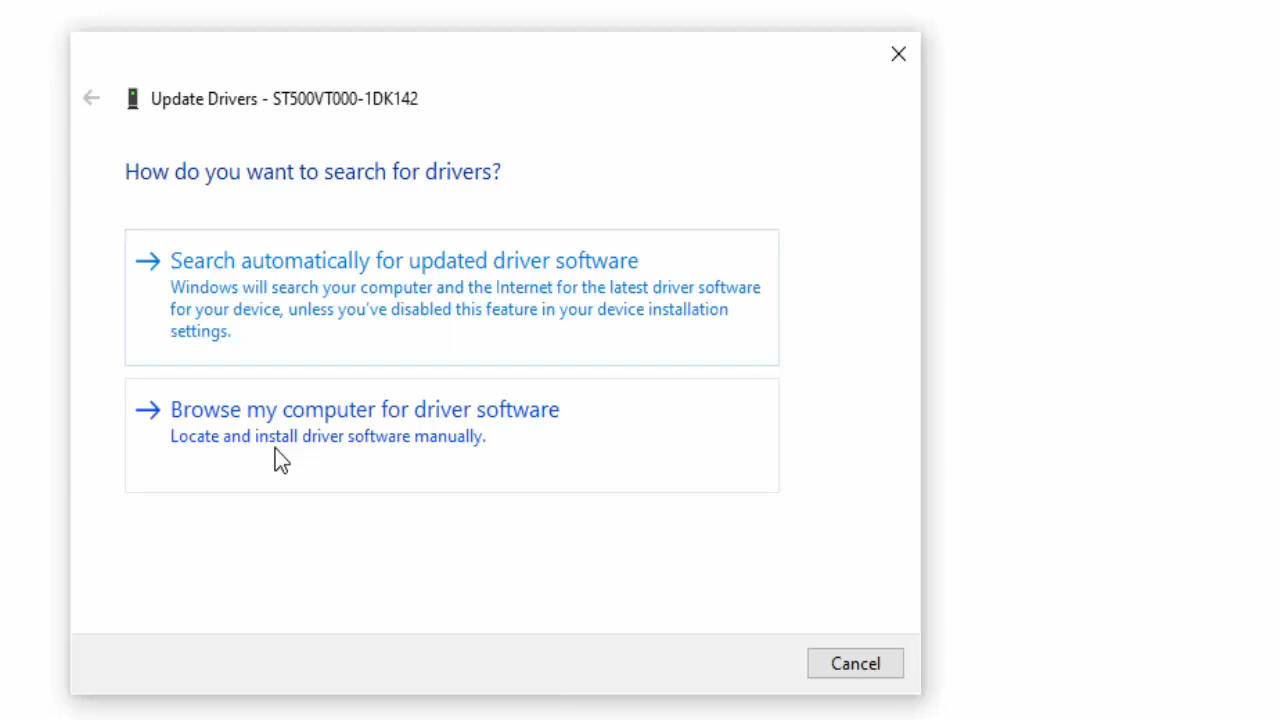 Update Drivers - ST500VT000-1DK142
How do you want to search for drivers?
Search automatically for updated driver software
Windows will search your computer and the Internet for the latest driver software
for your device, unless you've disabled this feature in your device installation
settings.
Browse my computer for driver software
Locate and install driver software manually.
Cancel